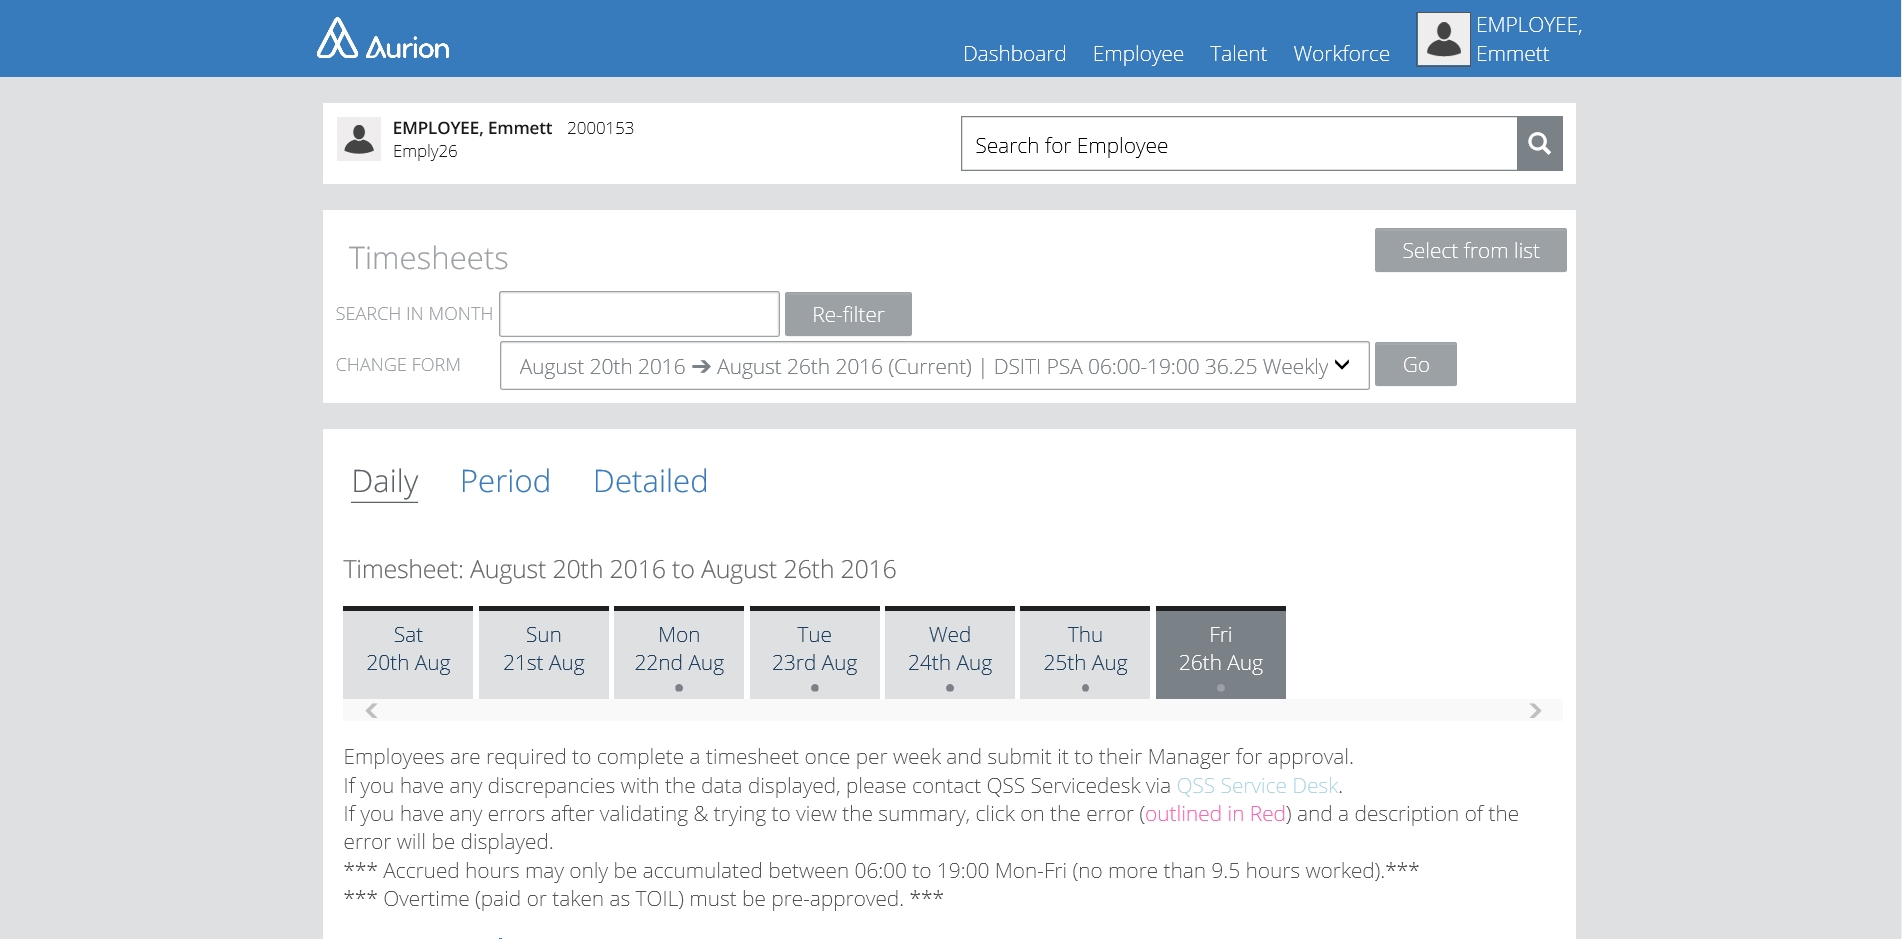 Aurion
Dashboard Employee Talent Workforce
EMPLOYEE,
Emmett
EMPLOYEE, Emmett 2000153
Emply26
Search for Employee
Timesheets
Select from list
SEARCH IN MONTH
Re-filter
CHANGE FORM
August 20th 2016 ➔ August 26th 2016 (Current) | DSITI PSA 06:00-19:00 36.25 Weekly
Go
Daily Period Detailed
Timesheet: August 20th 2016 to August 26th 2016
Sat
20th Aug
Sun
21st Aug
Mon
22nd Aug
Tue
23rd Aug
Wed
24th Aug
Thu
25th Aug
Fri
26th Aug
Employees are required to complete a timesheet once per week and submit it to their Manager for approval.
If you have any discrepancies with the data displayed, please contact QSS Servicedesk via QSS Service Desk.
If you have any errors after validating & trying to view the summary, click on the error (outlined in Red) and a description of the
error will be displayed.
*** Accrued hours may only be accumulated between 06:00 to 19:00 Mon-Fri (no more than 9.5 hours worked).***
*** Overtime (paid or taken as TOIL) must be pre-approved. ***